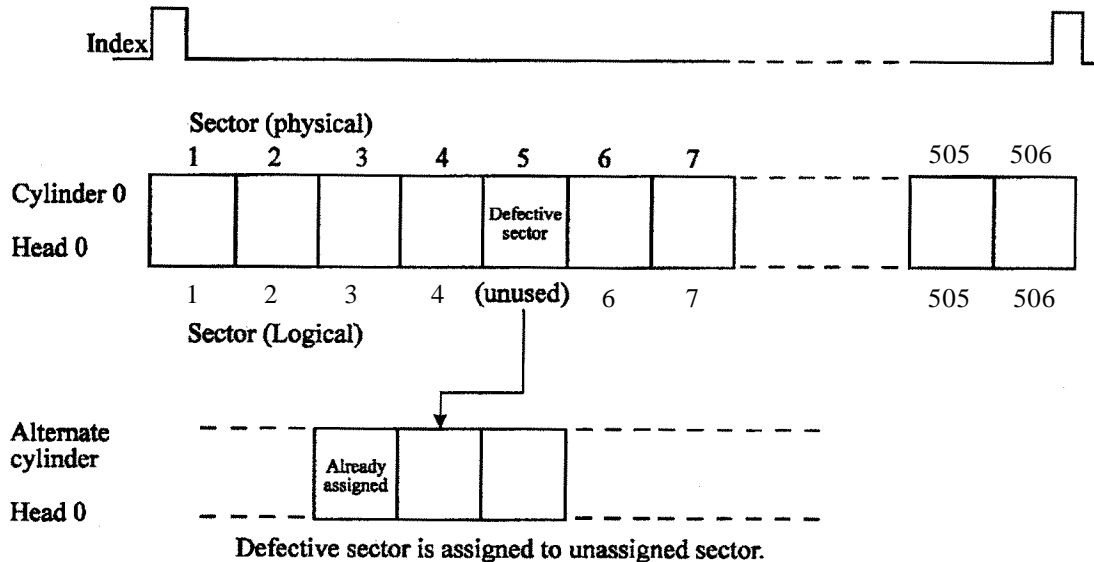 Index
Sector (physical)
1 2 3 4 5 6 7 505 506
Cylinder 0
Defective
sector
Head 0
1 2 3 4 (unused) 6 7 505 506
Sector (Logical)
Alternate
cylinder
Already
assigned
Head 0
Defective sector is assigned to unassigned sector.